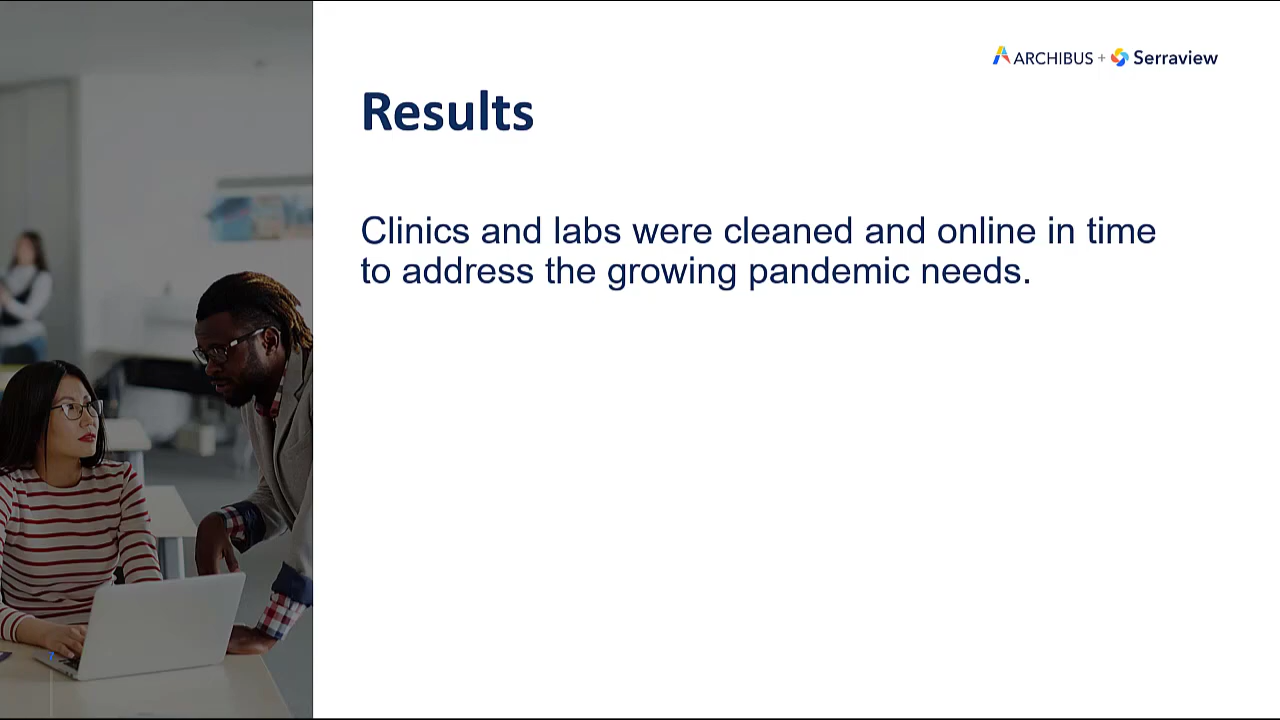 ARCHIBUS + Serraview
Results
Clinics and labs were cleaned and online in time
to address the growing pandemic needs.